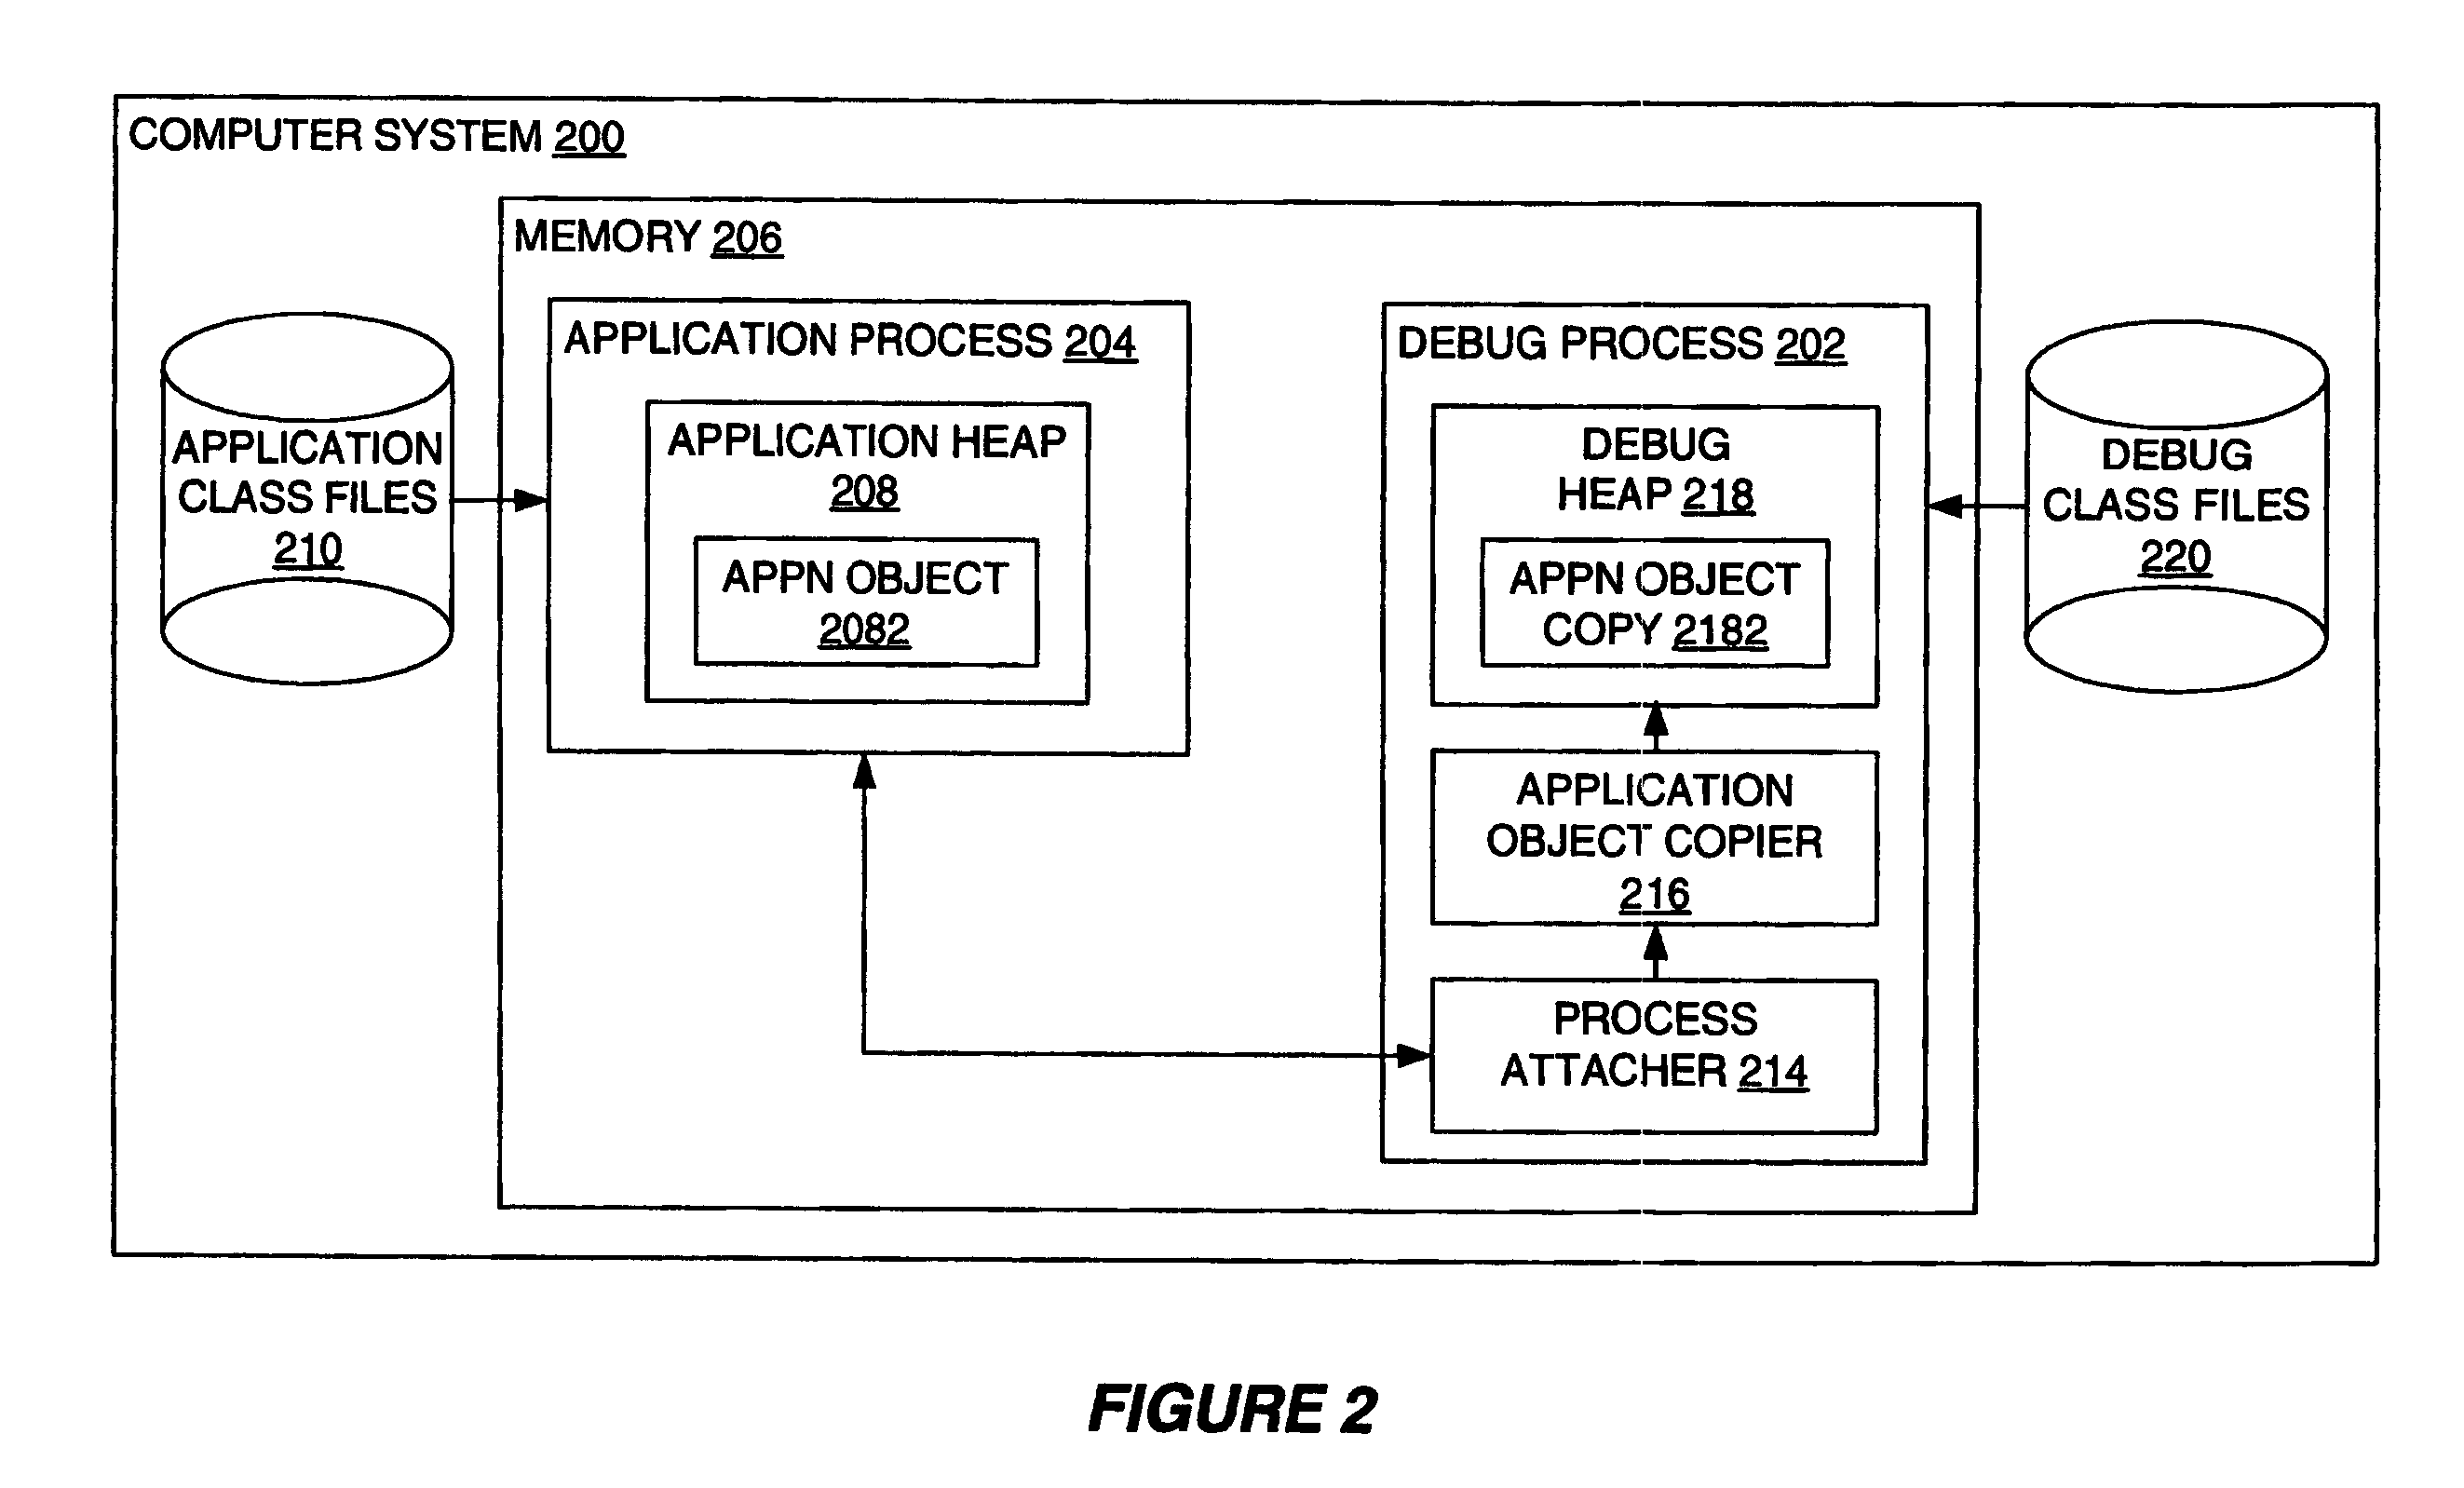 COMPUTER SYSTEM 200
MEMORY 206
APPLICATION PROCESS 204
APPLICATION HEAP
208
APPN OBJECT
2082
APPLICATION
CLASS FILES
210
DEBUG PROCESS 202
DEBUG
HEAP 218
APPN OBJECT
COPY 2182
APPLICATION
OBJECT COPIER
216
PROCESS
ATTACHER 214
DEBUG
CLASS FILES
220
FIGURE 2